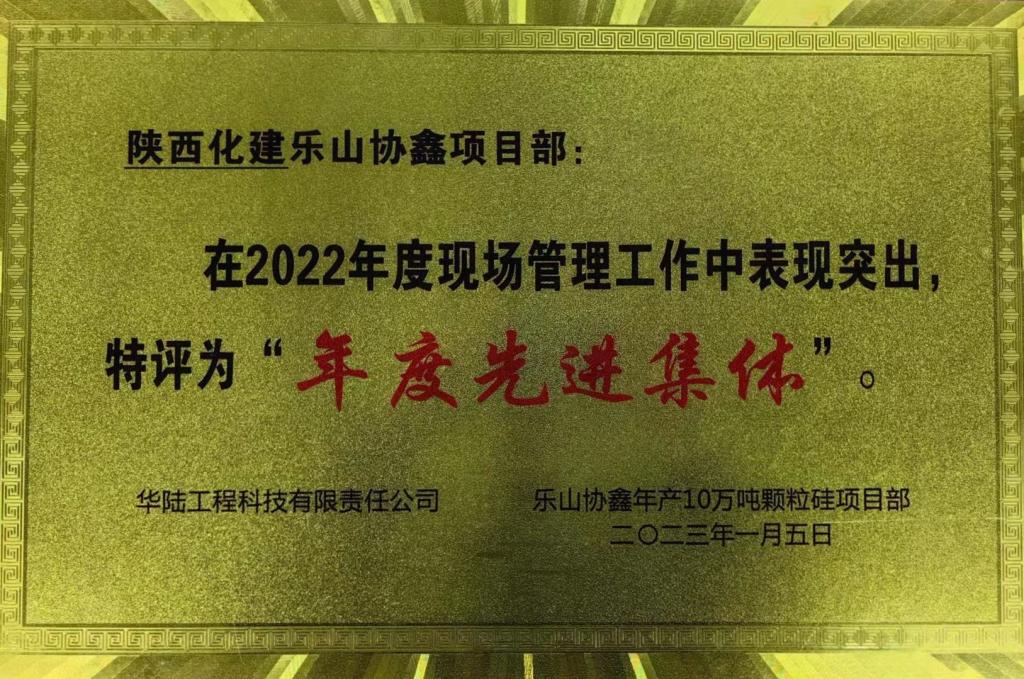 陕西化建乐山协鑫项目部：
在2022年度现场管理工作中表现突出，
特评为“年度先进集体”。
华陆工程科技有限责任公司 乐山协鑫年产10万吨颗粒硅项目部
二〇二三年一月五日